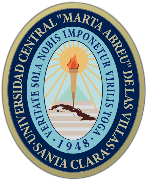 UNIVERSIDAD CENTRAL "MARTA ABREU" DE LAS VILLAS
SANTA CLARA
VERITATE SOLA NOBIS IMPONETUR VIRILIS TOGA
1948